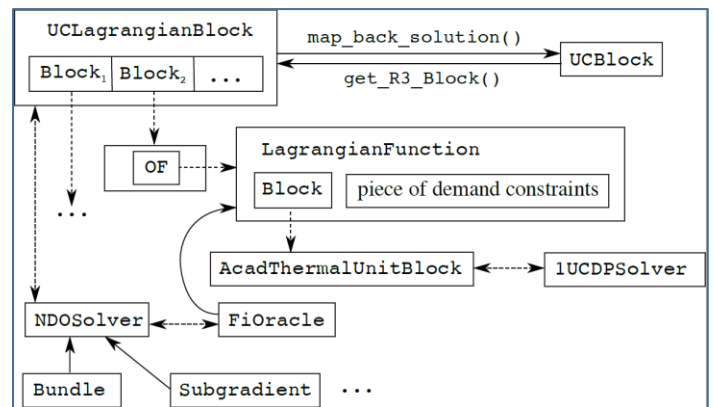 UCLagrangianBlock
Block1 Block2 ...
map_back_solution()
get_R3_Block()
UCBlock
OF
LagrangianFunction
Block piece of demand constraints
...
AcadThermalUnitBlock 1UCDPSolver
NDOSolver FiOracle
Bundle Subgradient ...